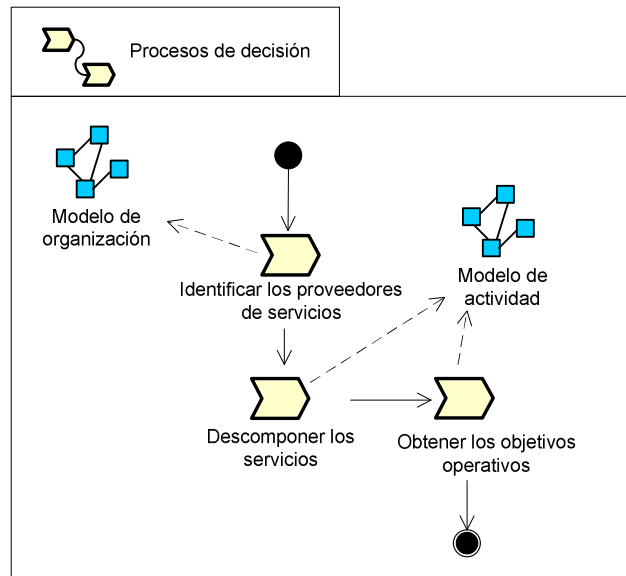 Procesos de decisión
Modelo de
organización
Identificar los proveedores
de servicios
Modelo de
actividad
Descomponer los
servicios
Obtener los objetivos
operativos